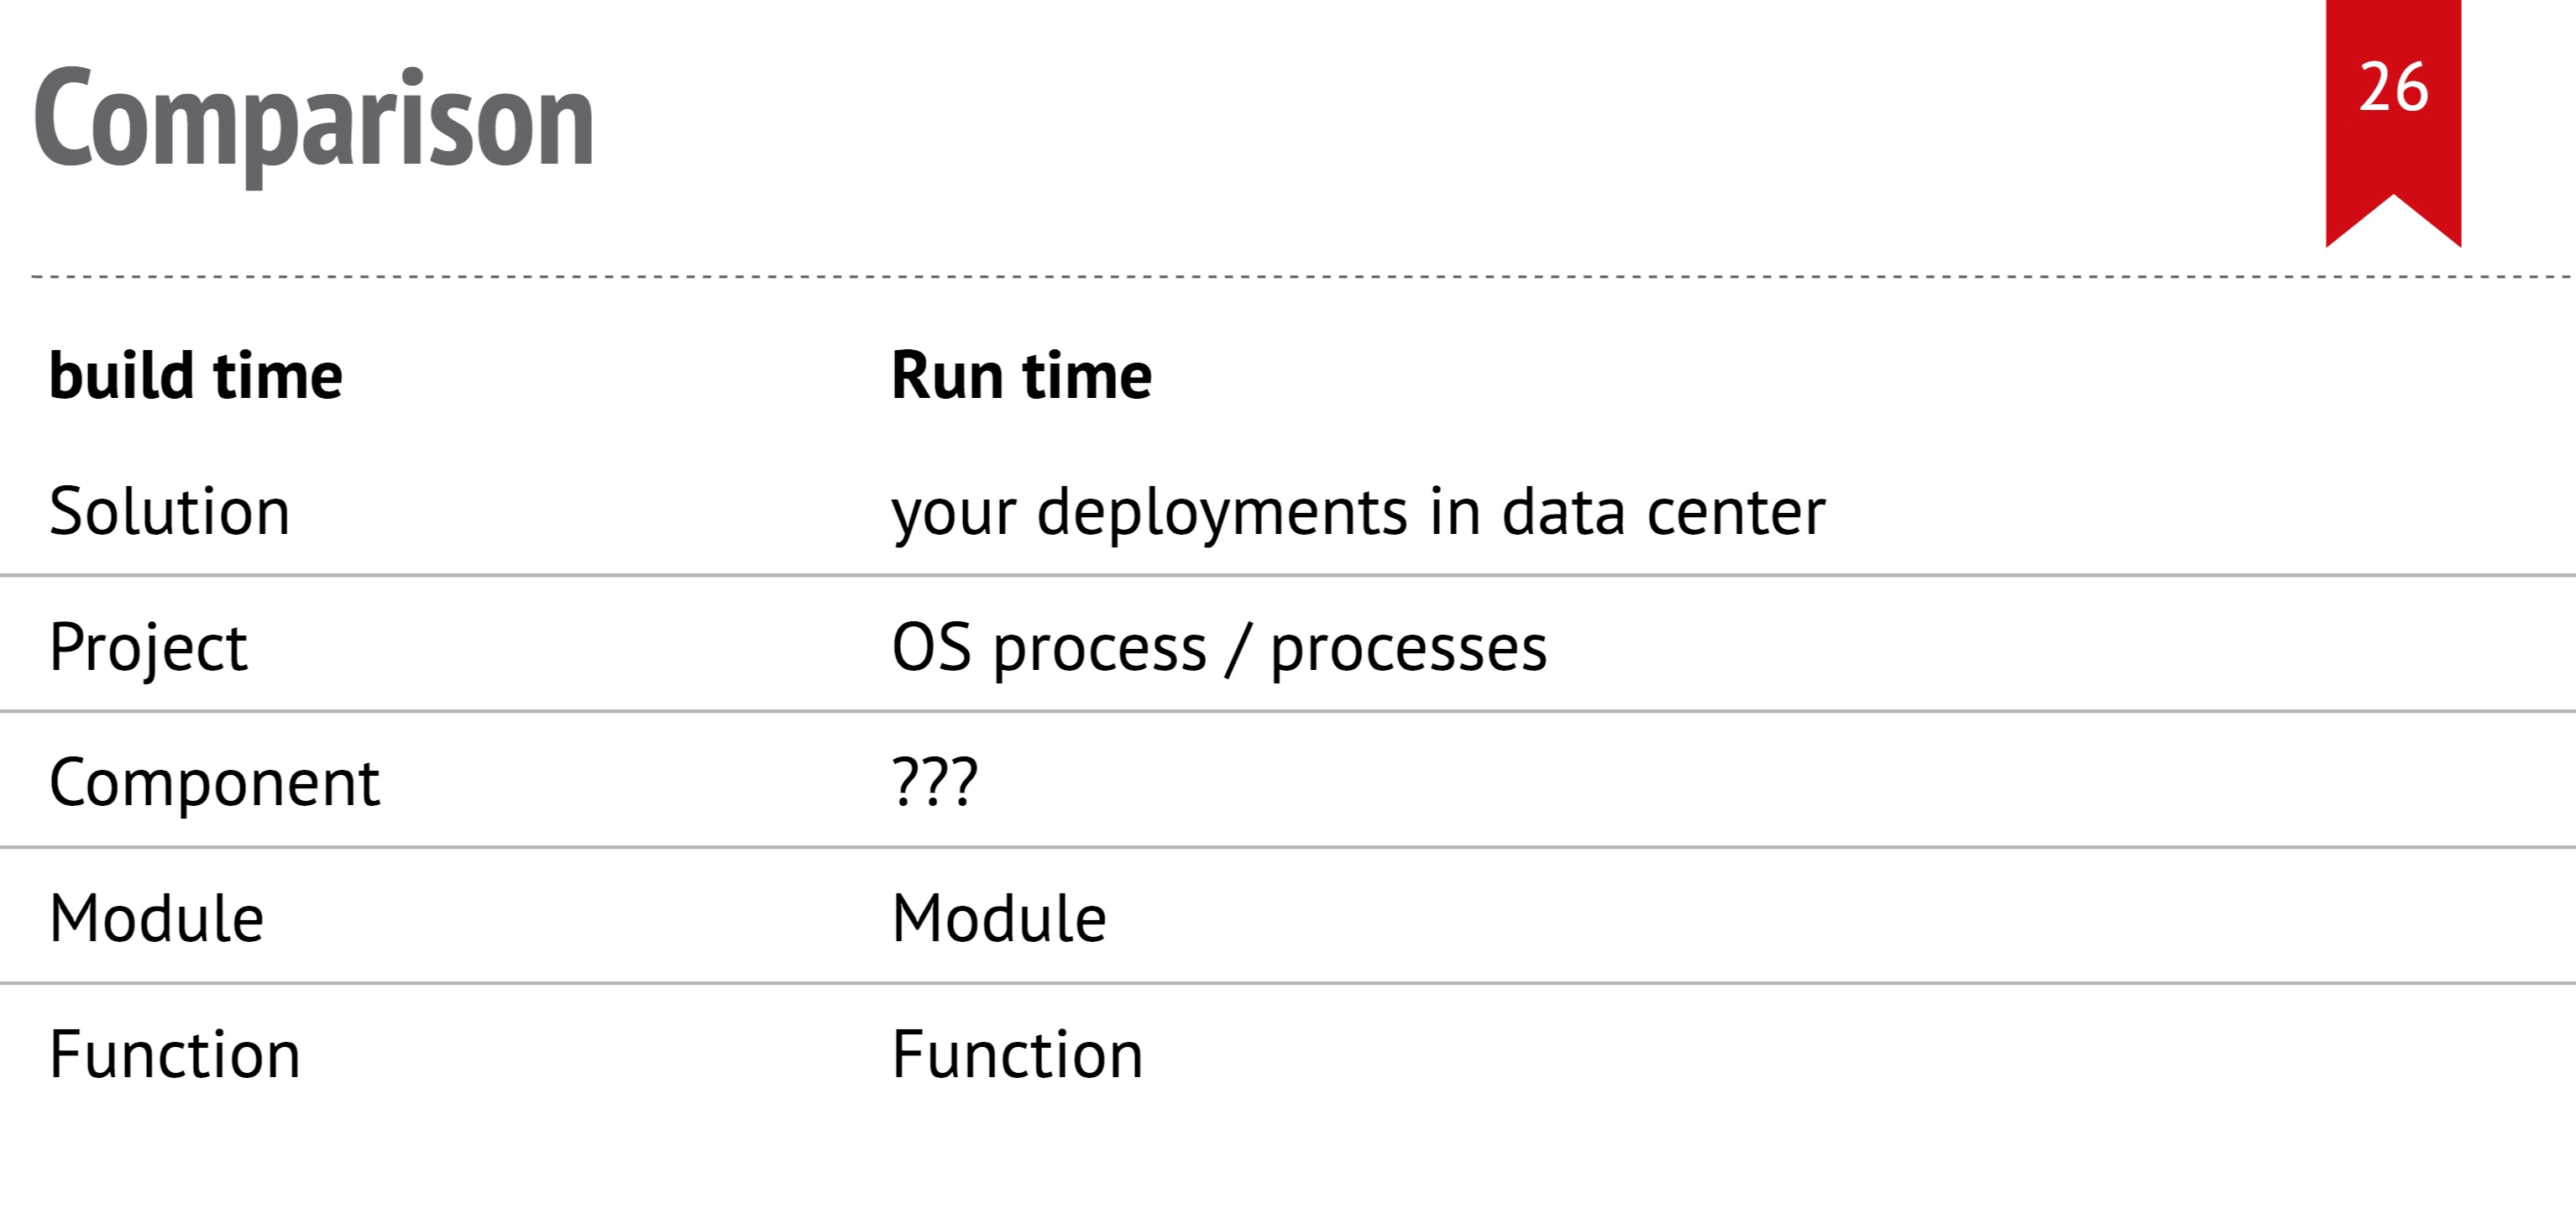 Comparison
26
build time Run time
Solution your deployments in data center
Project OS process / processes
Component ???
Module Module
Function Function